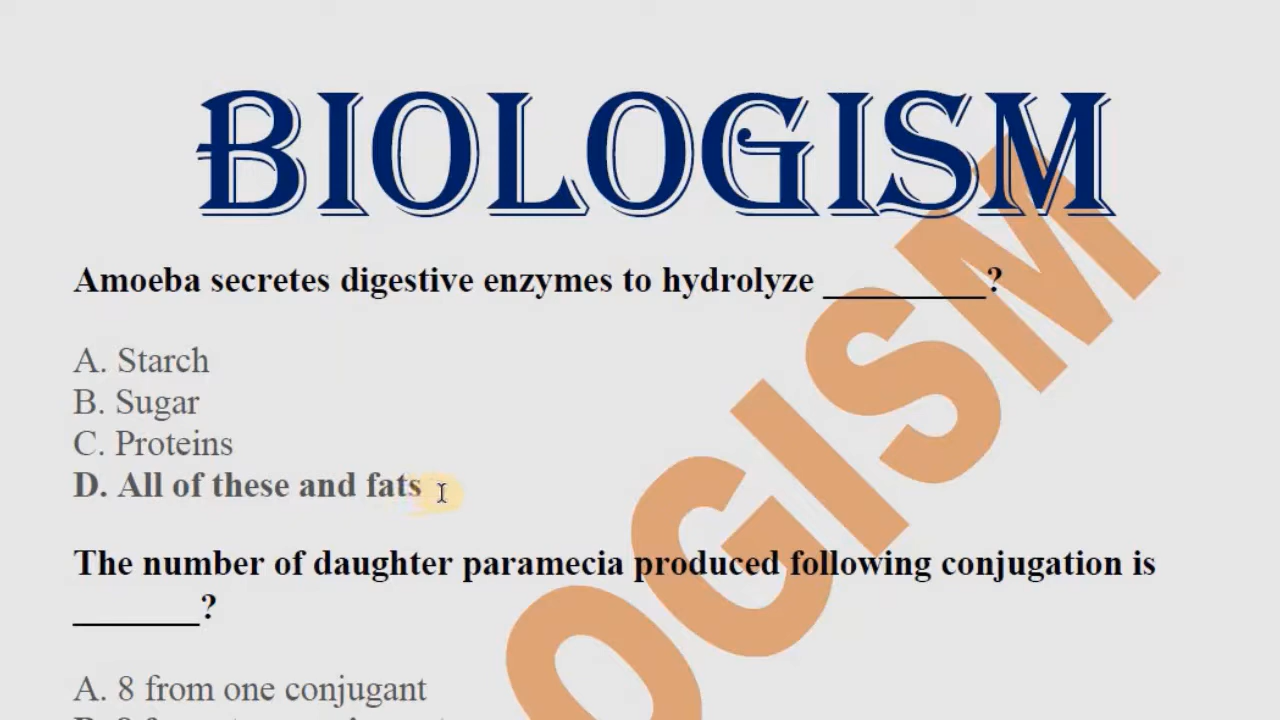 BIOLOGISM
Amoeba secretes digestive enzymes to hydrolyze _________?
A. Starch
B. Sugar
C. Proteins
D. All of these and fats
The number of daughter paramecia produced following conjugation is
_______?
A. 8 from one conjugant
OGISM